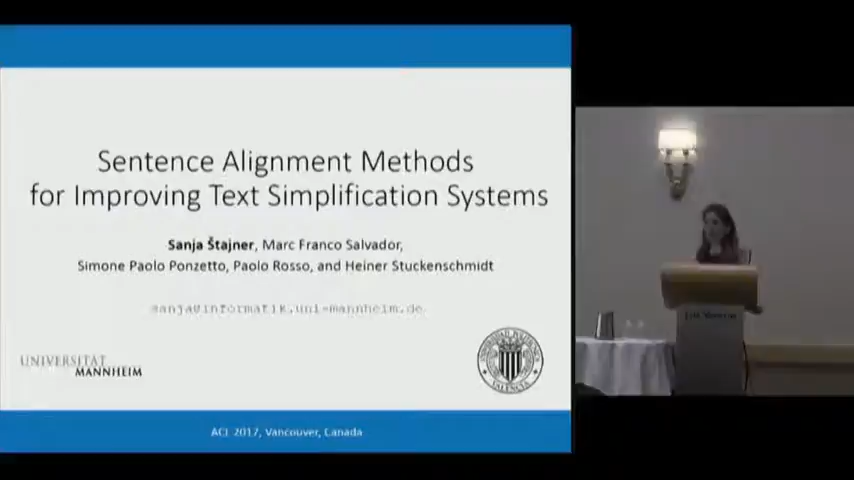 Sentence Alignment Methods
for Improving Text Simplification Systems
Sanja Štajner, Marc Franco Salvador,
Simone Paolo Ponzetto, Paolo Rosso, and Heiner Stuckenschmidt
sanja@informatik.uni-mannheim.de
UNIVERSITÄT
MANNHEIM
ACL 2017, Vancouver, Canada